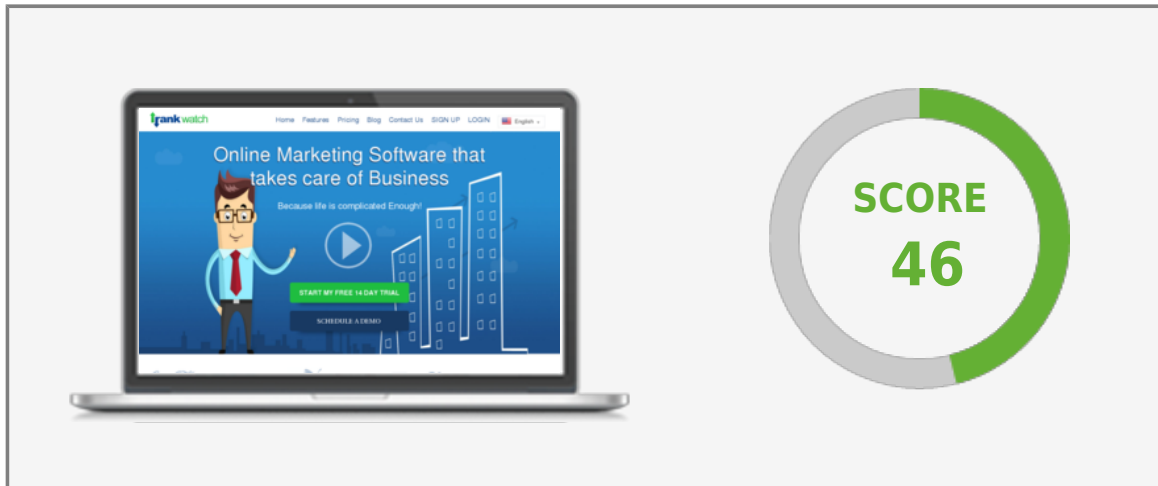 rankwatch
Home Features Pricing Blog Contact Us SIGN UP LOGIN English
Online Marketing Software that
takes care of Business
Because life is complicated Enough!
START MY FREE 14 DAY TRIAL
SCHEDULE A DEMO
SCORE
46